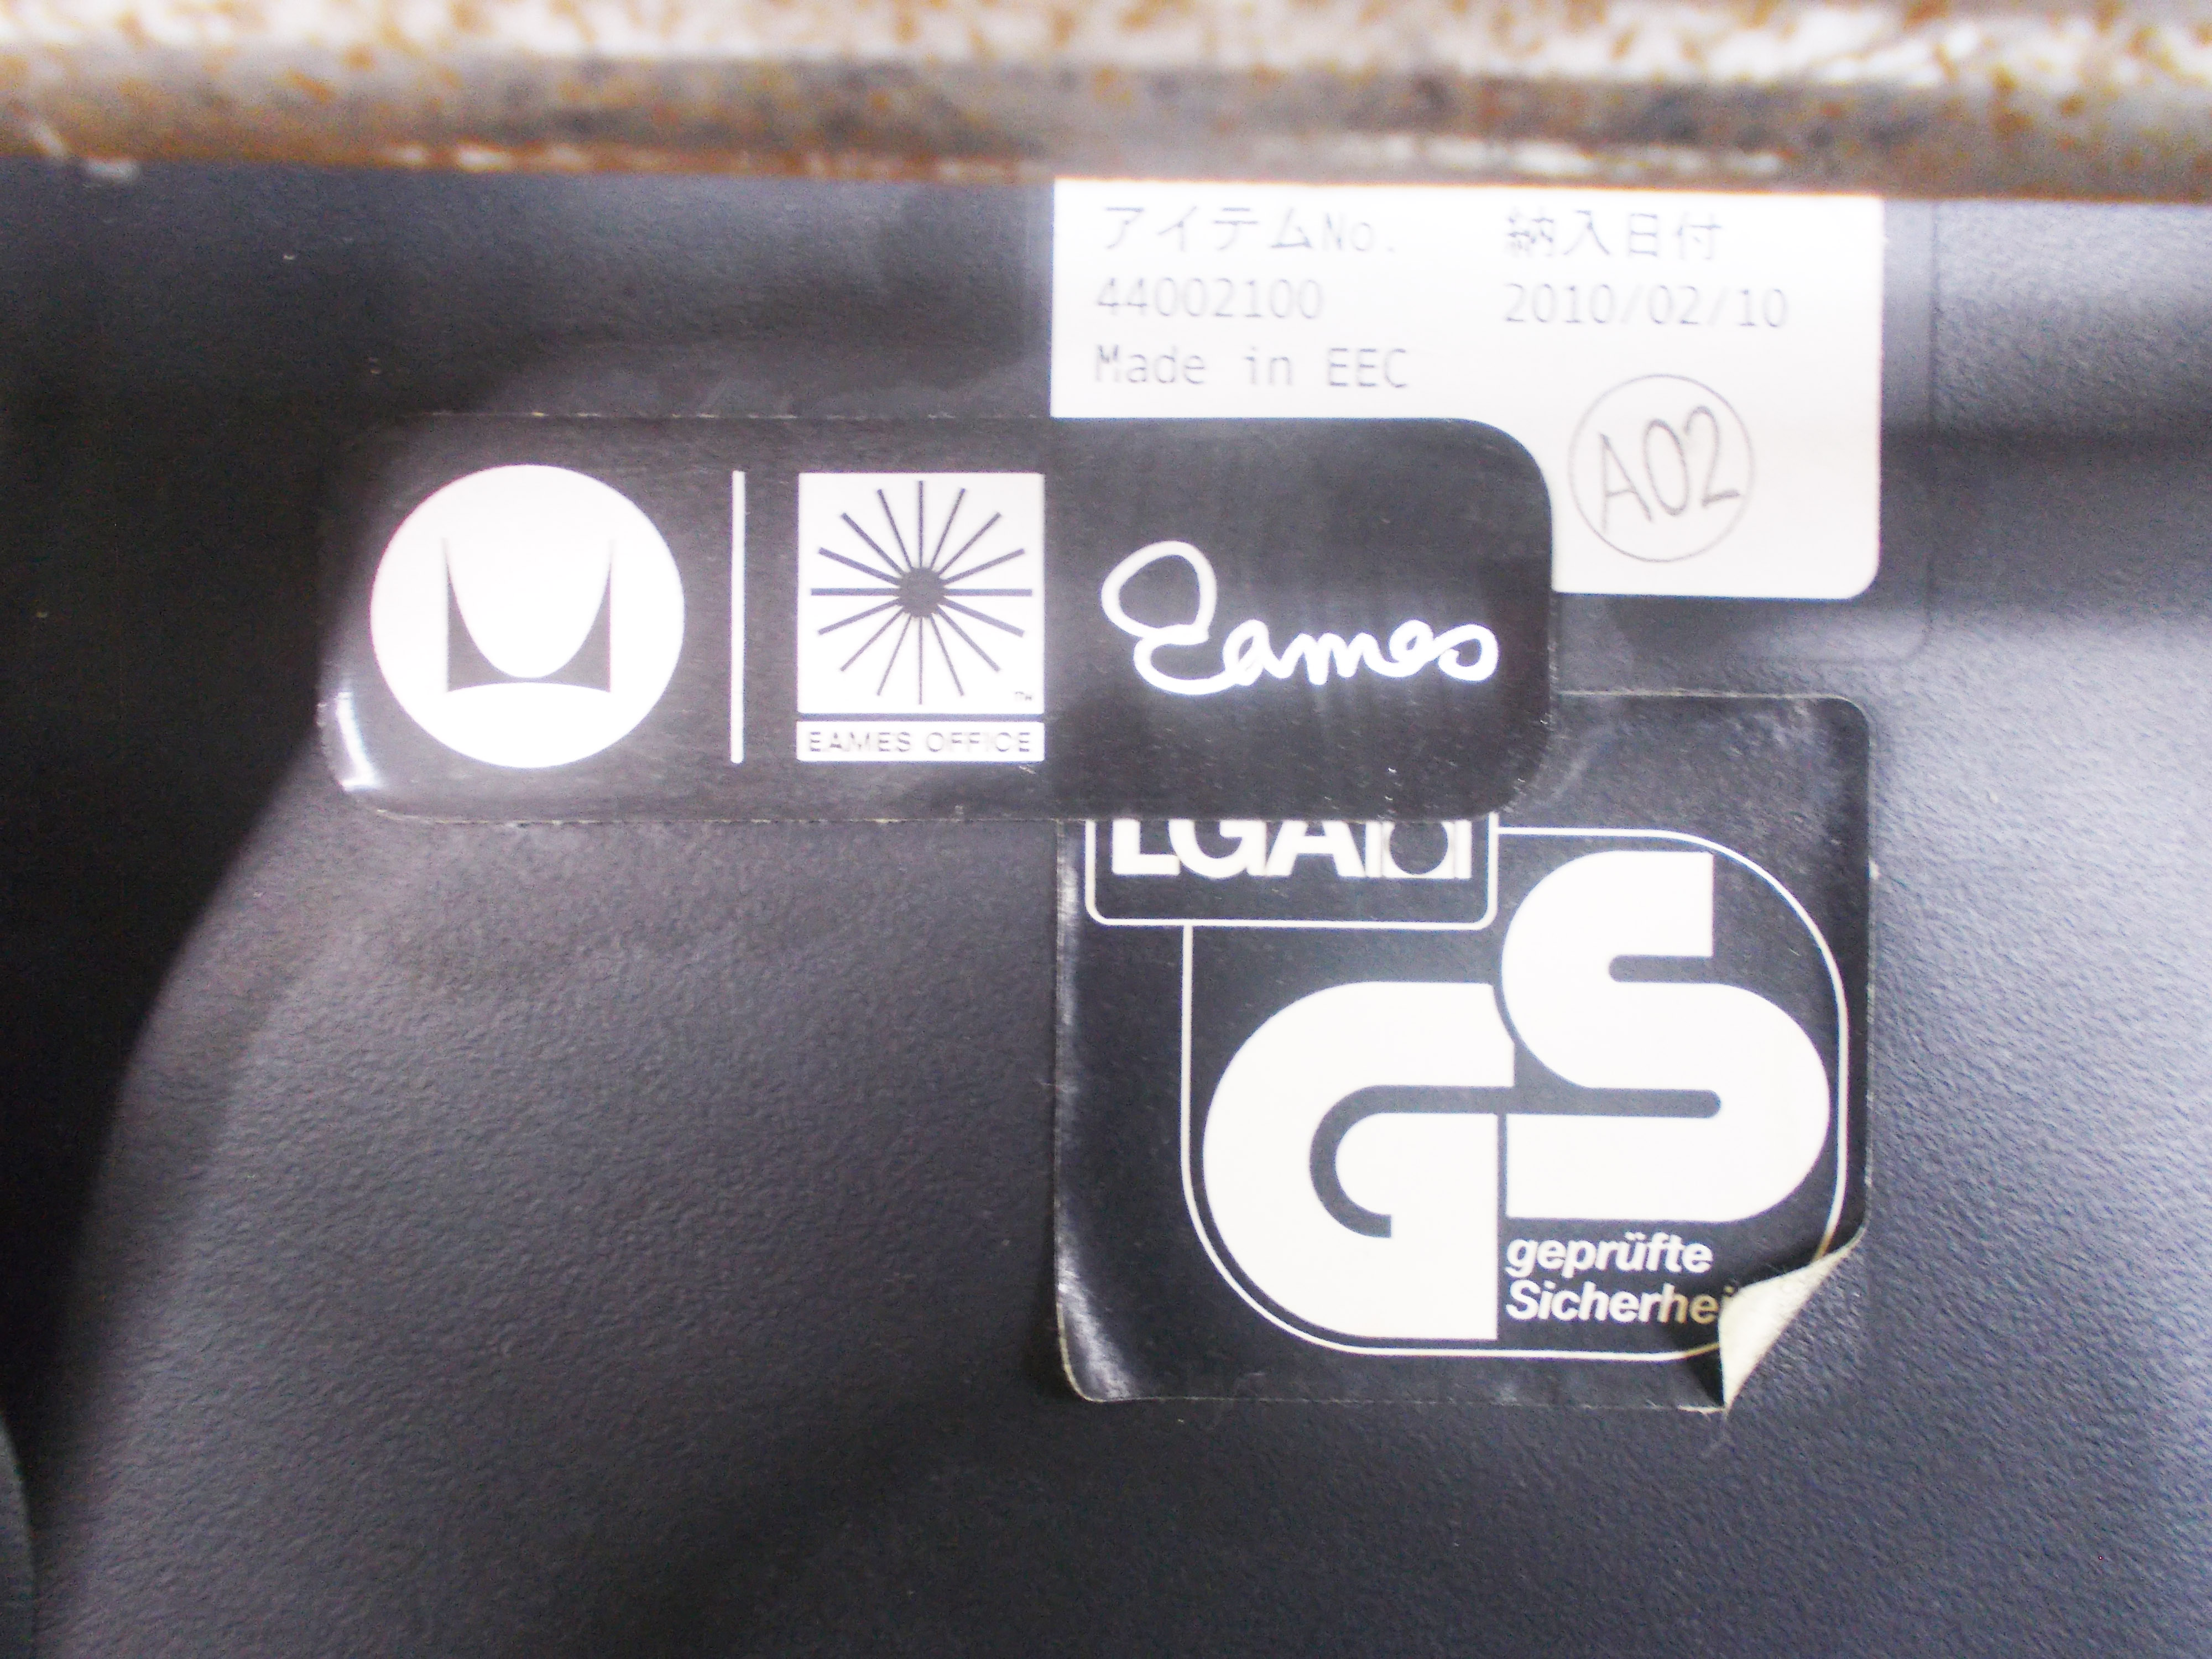 アイテムNo. 納入日付
44002100 2010/02/10
Made in EEC
A02
Eames
TM
EAMES OFFICE
LGA
GS
geprüfte
Sicherhei